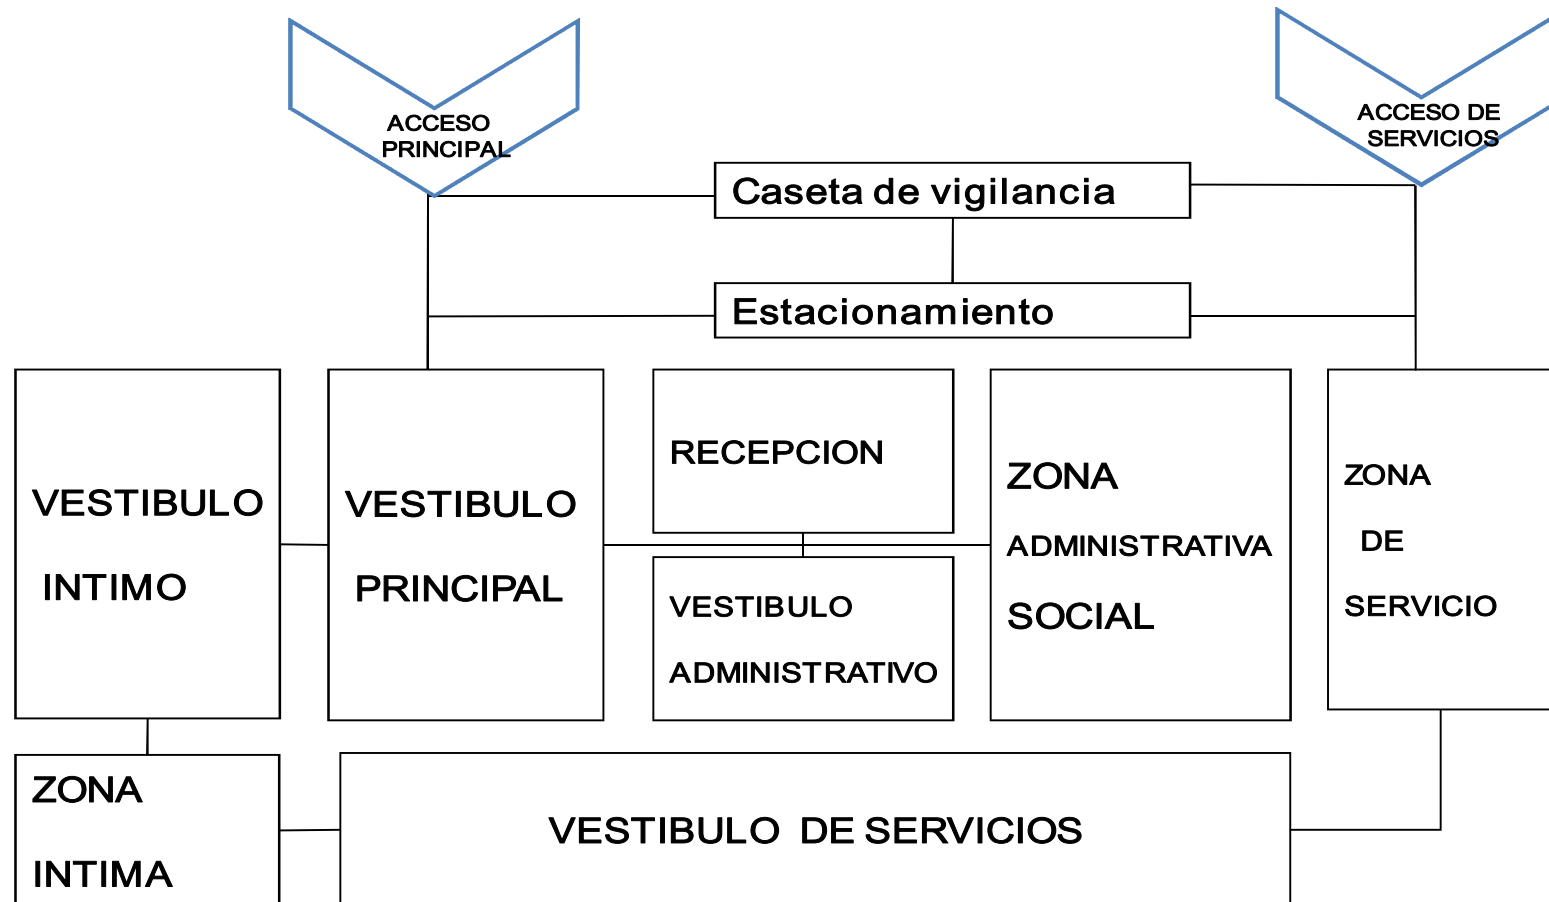 ACCESO
PRINCIPAL
ACCESO DE
SERVICIOS
Caseta de vigilancia
Estacionamiento
VESTIBULO
INTIMO
VESTIBULO
PRINCIPAL
RECEPCION
VESTIBULO
ADMINISTRATIVO
ZONA
ADMINISTRATIVA
SOCIAL
ZONA
DE
SERVICIO
ZONA
INTIMA
VESTIBULO DE SERVICIOS